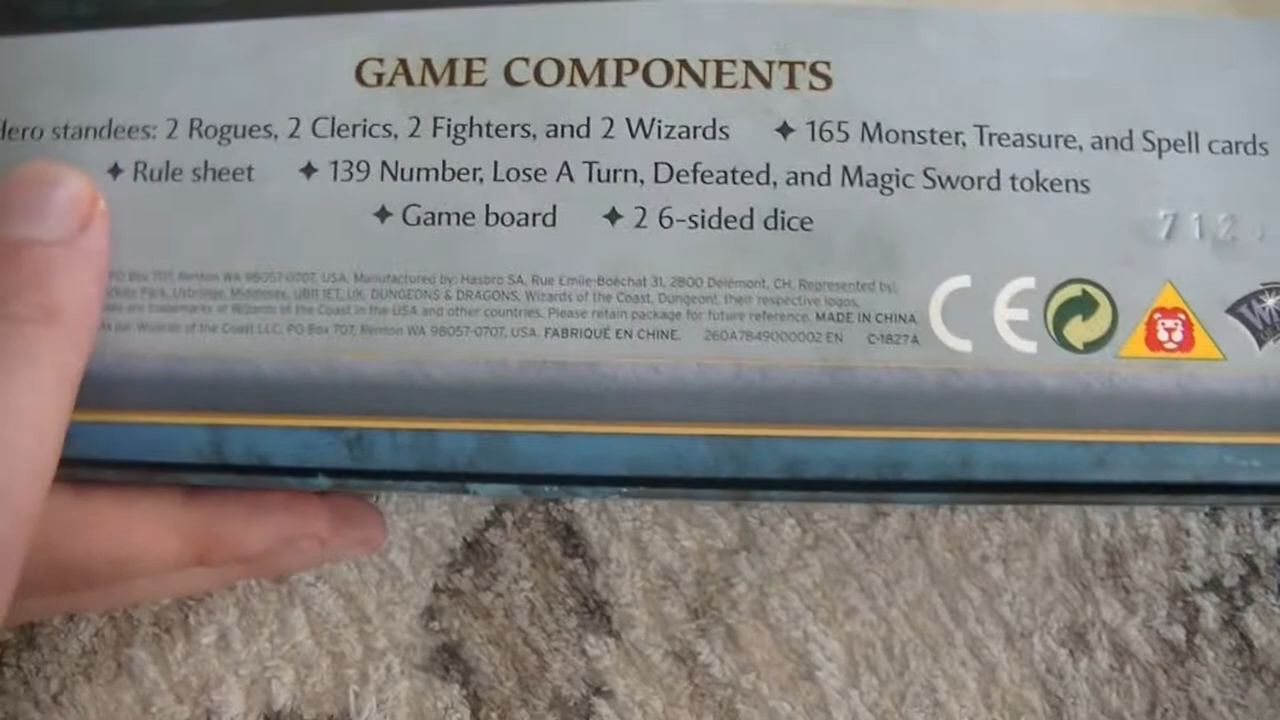 GAME COMPONENTS
Hero standees: 2 Rogues, 2 Clerics, 2 Fighters, and 2 Wizards ✦ 165 Monster, Treasure, and Spell cards
✦ Rule sheet ✦ 139 Number, Lose A Turn, Defeated, and Magic Sword tokens
✦ Game board ✦ 2 6-sided dice
712
PO Box 707, Renton WA 98057-0707, USA. Manufactured by: Hasbro SA, Rue Emile-Boéchat 31, 2800 Delémont, CH. Represented by:
Park, Uxbridge, Middlesex, UB11 1ET, UK. DUNGEONS & DRAGONS, Wizards of the Coast, Dungeon!, their respective logos,
are trademarks of Wizards of the Coast in the USA and other countries. Please retain package for future reference. MADE IN CHINA
par Wizards of the Coast LLC, PO Box 707, Renton WA 98057-0707, USA. FABRIQUÉ EN CHINE. 260A7849000002 EN C-1827A
CE